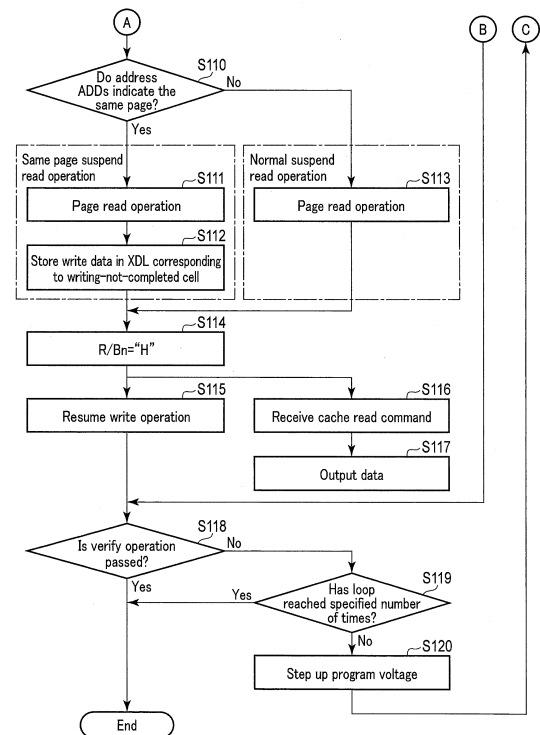 A
B
C
S110
Do address
ADDs indicate the
same page?
No
Yes
Same page suspend
read operation
S111
Page read operation
S112
Store write data in XDL corresponding
to writing-not-completed cell
Normal suspend
read operation
S113
Page read operation
S114
R/Bn="H"
S115
Resume write operation
S116
Receive cache read command
S117
Output data
S118
Is verify operation
passed?
No
Yes
S119
Has loop
reached specified number
of times?
Yes
No
S120
Step up program voltage
End